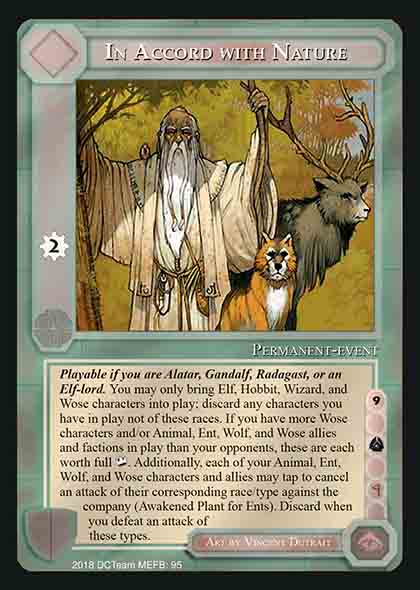 In Accord with Nature
2
Permanent-event
Playable if you are Alatar, Gandalf, Radagast, or an
Elf-lord. You may only bring Elf, Hobbit, Wizard, and
Wose characters into play; discard any characters you
have in play not of these races. If you have more Wose
characters and/or Animal, Ent, Wolf, and Wose allies
and factions in play than your opponents, these are each
worth full
. Additionally, each of your Animal, Ent,
Wolf, and Wose characters and allies may tap to cancel
an attack of their corresponding race/type against the
company (Awakened Plant for Ents). Discard when
you defeat an attack of
these types.
9
Art by Vincent Dutrait
2018 DCTeam MEFB: 95